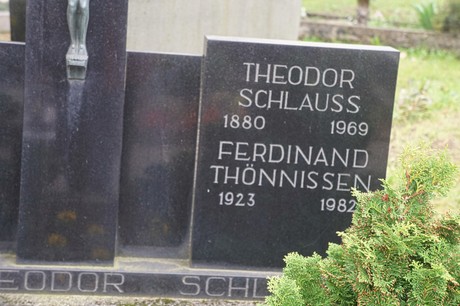 THEODOR
SCHLAUSS
1880 1969
FERDINAND
THÖNNISSEN
1923 1982
EODOR SCHL